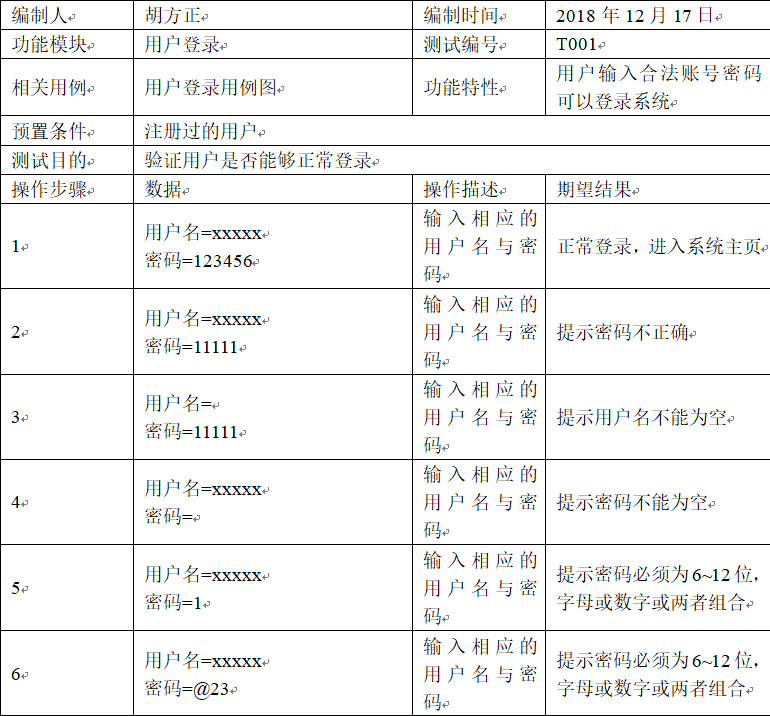 编制人 胡方正 编制时间 2018年12月17日
功能模块 用户登录 测试编号 T001
相关用例 用户登录用例图 功能特性 用户输入合法账号密码
可以登录系统
预置条件 注册过的用户
测试目的 验证用户是否能够正常登录
操作步骤 数据 操作描述 期望结果
1
用户名=xxxxx
密码=123456
输入相应的
用户名与密
码
正常登录，进入系统主页
2
用户名=xxxxx
密码=11111
输入相应的
用户名与密
码
提示密码不正确
3
用户名=
密码=11111
输入相应的
用户名与密
码
提示用户名不能为空
4
用户名=xxxxx
密码=
输入相应的
用户名与密
码
提示密码不能为空
5
用户名=xxxxx
密码=1
输入相应的
用户名与密
码
提示密码必须为6~12位，
字母或数字或两者组合
6
用户名=xxxxx
密码=@23
输入相应的
用户名与密
码
提示密码必须为6~12位，
字母或数字或两者组合